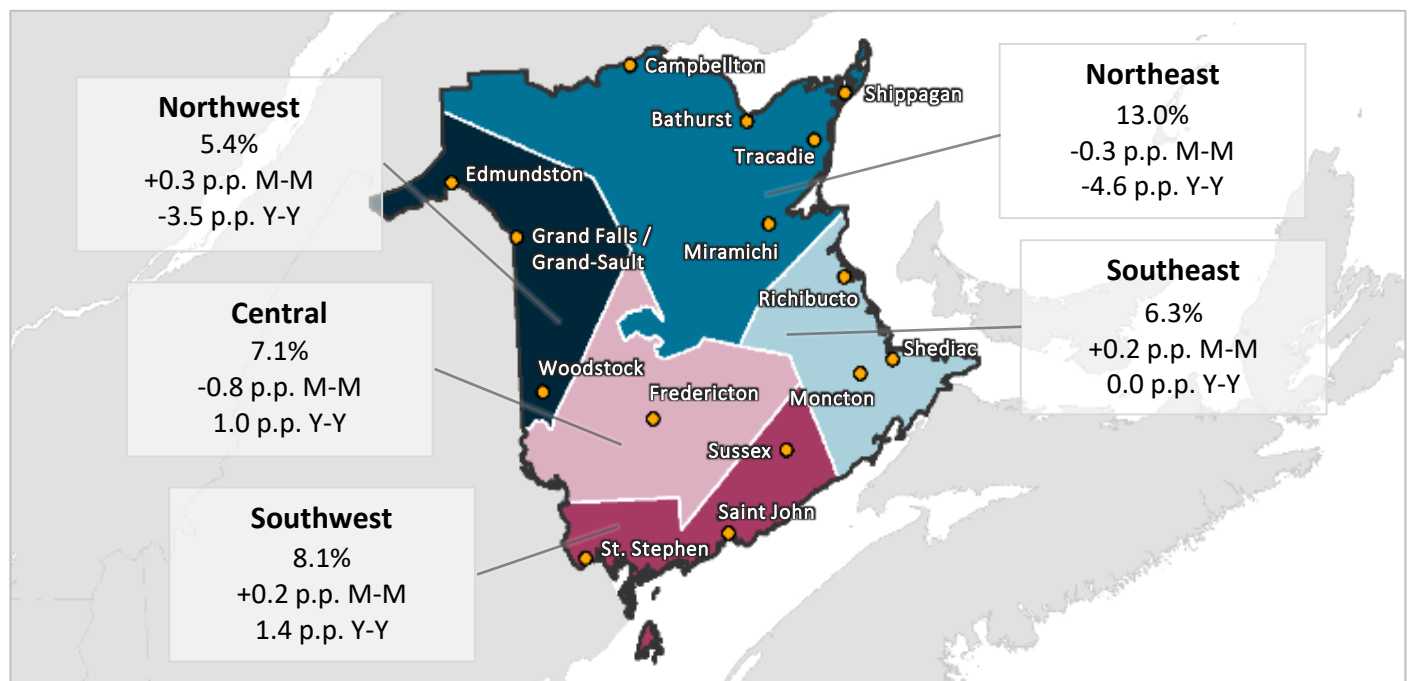 Northwest
5.4%
+0.3 p.p. M-M
-3.5 p.p. Y-Y
Central
7.1%
-0.8 p.p. M-M
1.0 p.p. Y-Y
Southwest
8.1%
+0.2 p.p. M-M
1.4 p.p. Y-Y
Campbellton
Shippagan
Bathurst
Tracadie
Edmundston
Grand Falls /
Grand-Sault
Miramichi
Richibucto
Shediac
Woodstock
Fredericton
Moncton
Sussex
Saint John
St. Stephen
Northeast
13.0%
-0.3 p.p. M-M
-4.6 p.p. Y-Y
Southeast
6.3%
+0.2 p.p. M-M
0.0 p.p. Y-Y